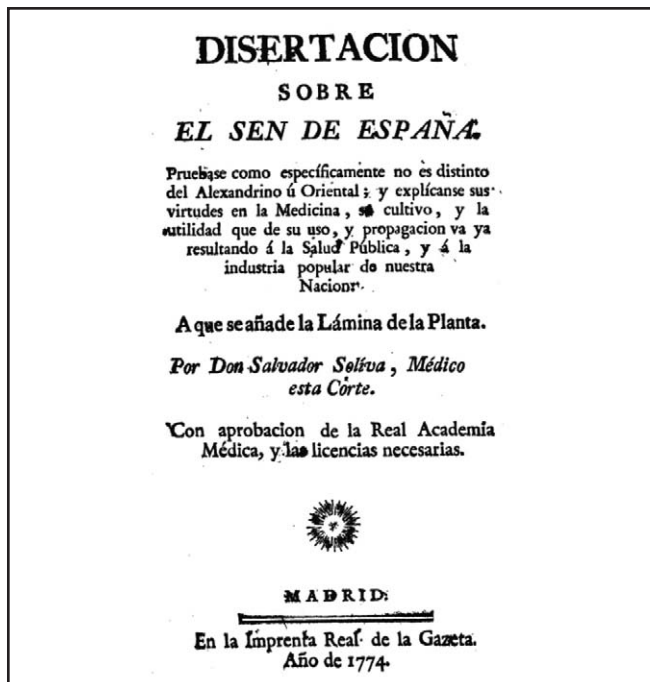 DISERTACION
SOBRE
EL SEN DE ESPAÑA.
Pruebase como específicamente no es distinto
del Alexandrino ú Oriental; y explícanse sus
virtudes en la Medicina, su cultivo, y la
utilidad que de su uso, y propagacion va ya
resultando á la Salud Pública, y á la
industria popular de nuestra
Nacion.
A que se añade la Lámina de la Planta.
Por Don Salvador Soliva, Médico
esta Córte.
Con aprobacion de la Real Academia
Médica, y las licencias necesarias.
MADRID:
En la Imprenta Real de la Gazeta.
Año de 1774.